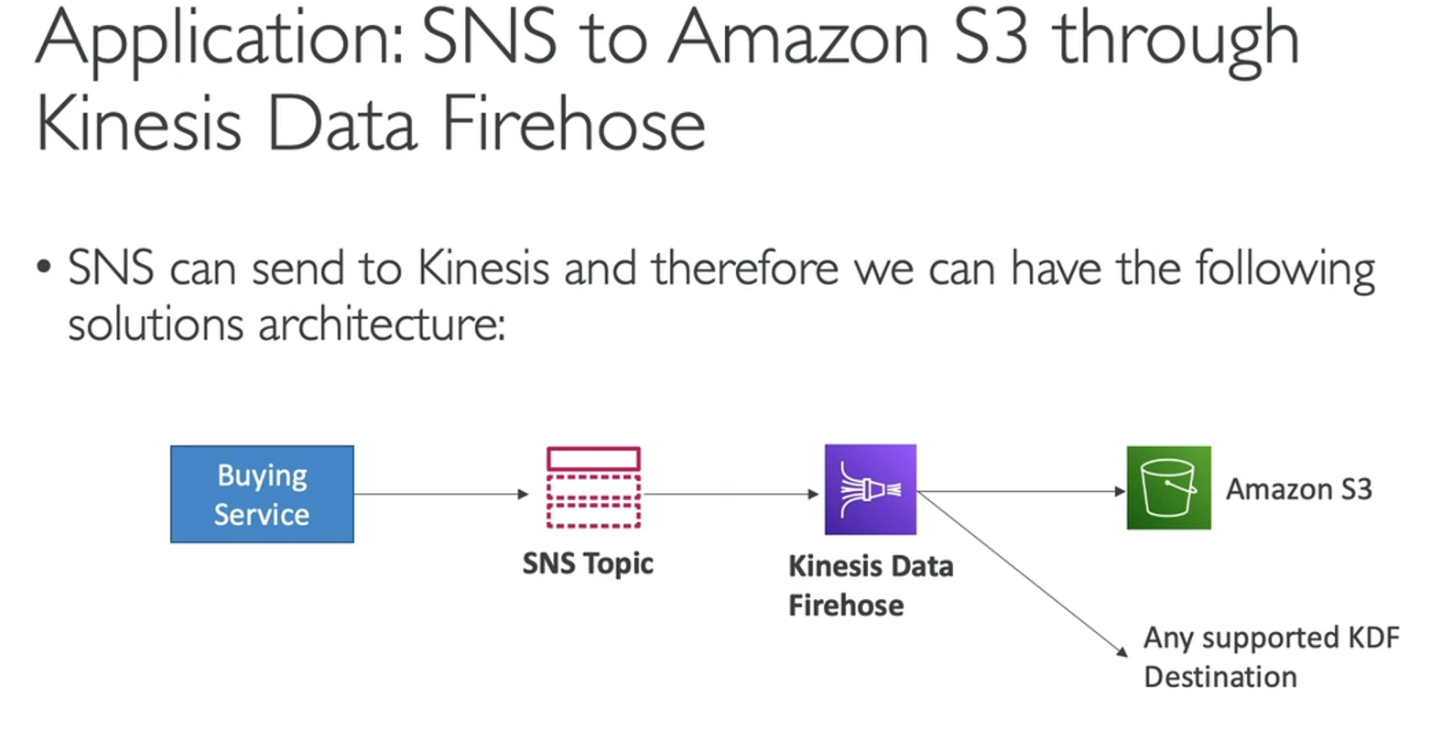 Application: SNS to Amazon S3 through
Kinesis Data Firehose
• SNS can send to Kinesis and therefore we can have the following
solutions architecture:
Buying
Service
SNS Topic
Kinesis Data
Firehose
Amazon S3
Any supported KDF
Destination